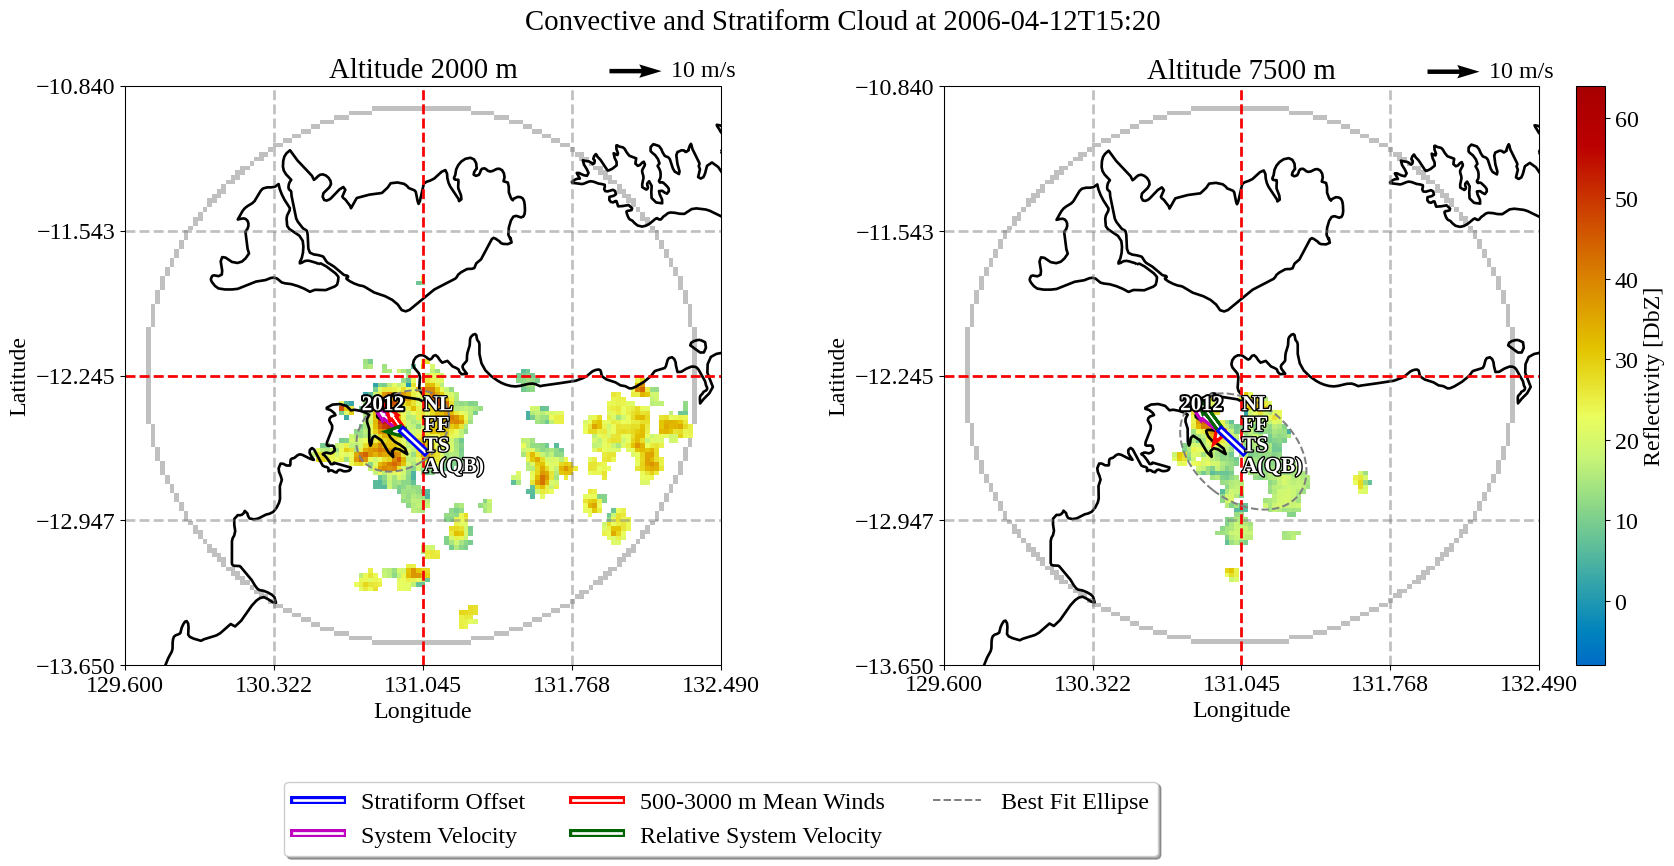 Convective and Stratiform Cloud at 2006-04-12T15:20
Altitude 2000 m
10 m/s
−10.840
−11.543
−12.245
−12.947
−13.650
Latitude
129.600
130.322
131.045
131.768
132.490
Longitude
2012
NL
FF
TS
A(QB)
Altitude 7500 m
10 m/s
−10.840
−11.543
−12.245
−12.947
−13.650
Latitude
129.600
130.322
131.045
131.768
132.490
Longitude
2012
NL
FF
TS
A(QB)
60
50
40
30
20
10
0
Reflectivity [DbZ]
Stratiform Offset
System Velocity
500-3000 m Mean Winds
Relative System Velocity
Best Fit Ellipse